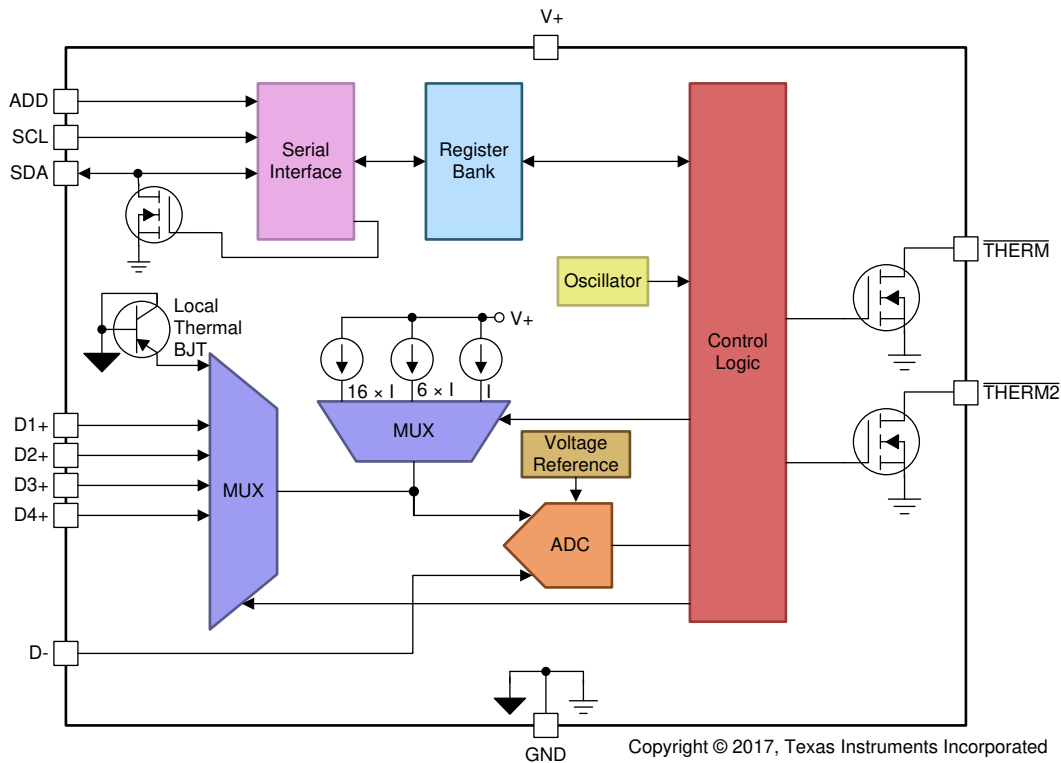 V+
ADD
SCL
SDA
Serial
Interface
Register
Bank
THERM
Oscillator
Local
Thermal
BJT
V+
Control
Logic
16 × I
6 × I
I
THERM2
D1+
D2+
D3+
D4+
MUX
MUX
Voltage
Reference
ADC
D-
GND
Copyright © 2017, Texas Instruments Incorporated